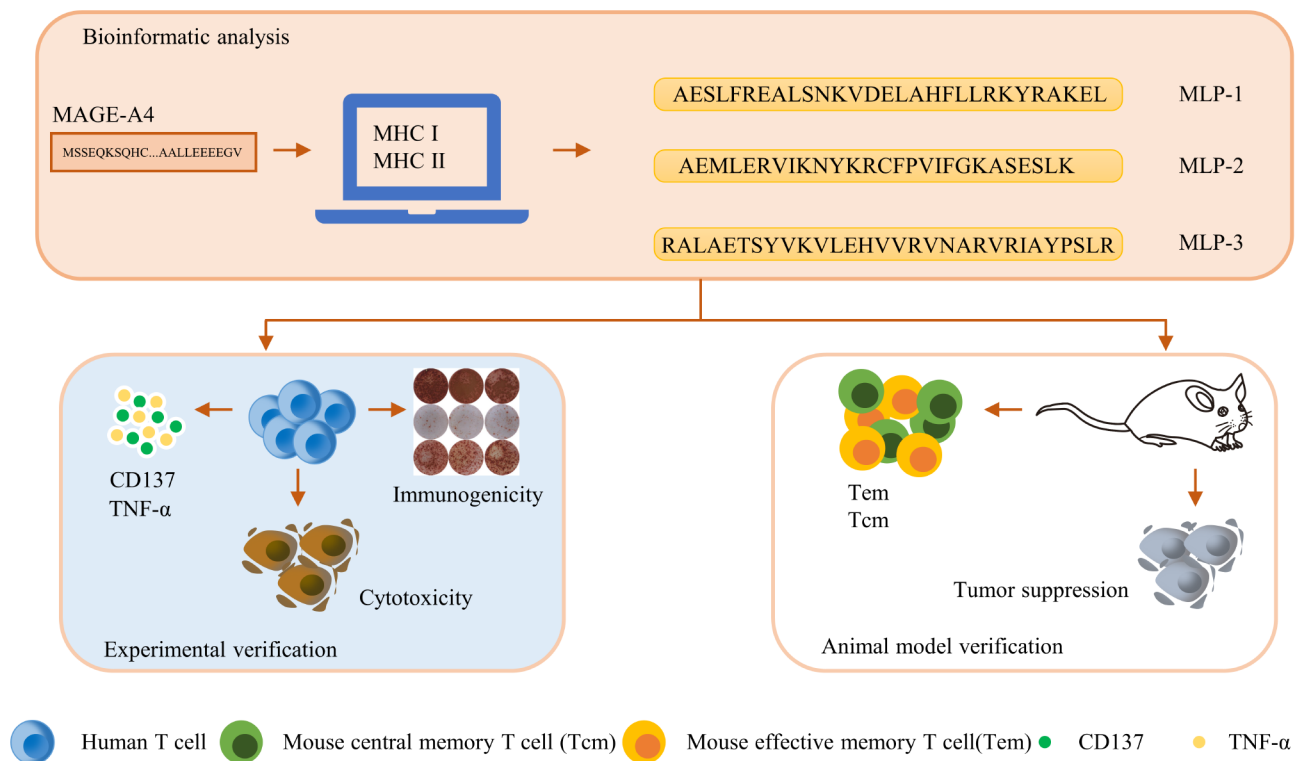 Bioinformatic analysis
MAGE-A4
MSSEQKSQHC...AALLEEEEGV
MHC I
MHC II
AESLFREALSNKVDELAHFLLRKYRAKEL
MLP-1
AEMLERVIKNYKRCFPVIFGKASESLK
MLP-2
RALAETSYVKVLEHVVRVNARVRIAYPSLR
MLP-3
CD137
TNF-α
Immunogenicity
Cytotoxicity
Experimental verification
Tem
Tcm
Tumor suppression
Animal model verification
Human T cell
Mouse central memory T cell (Tcm)
Mouse effective memory T cell(Tem)
CD137
TNF-α